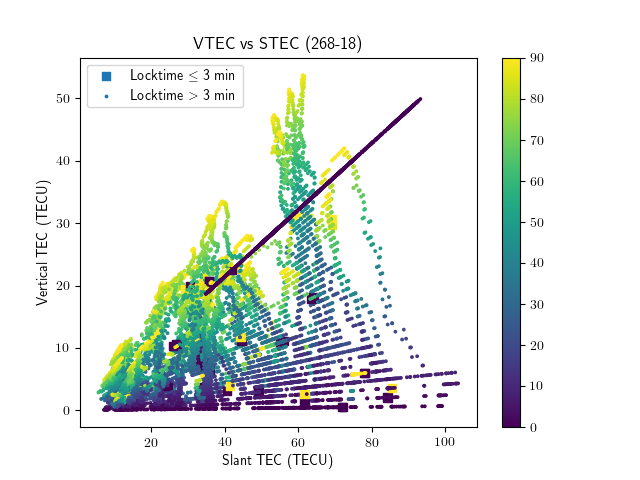 VTEC vs STEC (268-18)
Locktime ≤ 3 min
Locktime > 3 min
Vertical TEC (TECU)
50
40
30
20
10
0
20 40 60 80 100
Slant TEC (TECU)
90
80
70
60
50
40
30
20
10
0